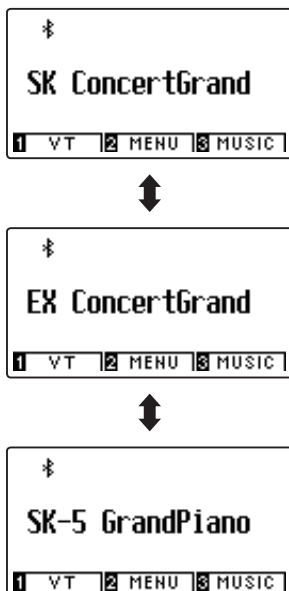 SK ConcertGrand
1 VT 2 MENU 3 MUSIC
EX ConcertGrand
1 VT 2 MENU 3 MUSIC
SK-5 GrandPiano
1 VT 2 MENU 3 MUSIC